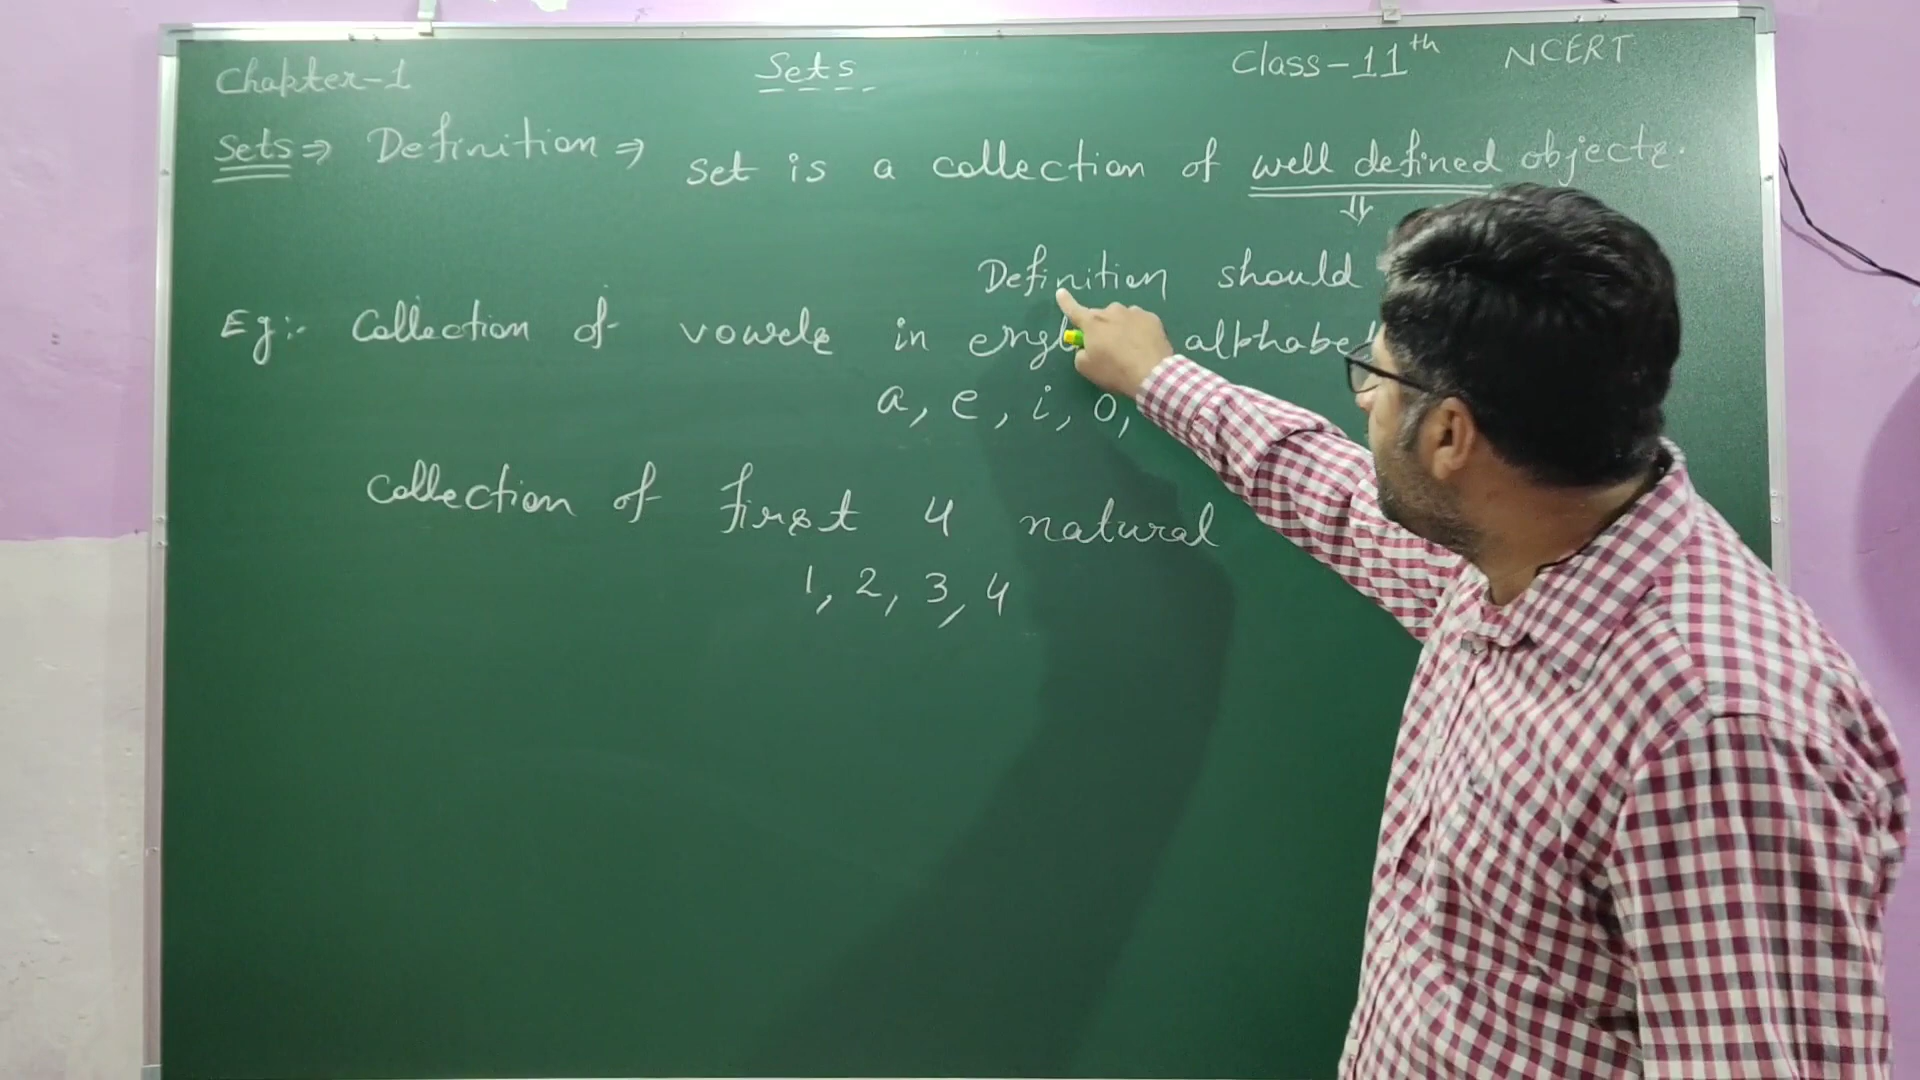 Chapter-1 Sets Class-11th NCERT
Sets ⇒ Definition ⇒ set is a collection of well defined objects.
⇓
Definition should
Eg:- Collection of vowels in alphabet
a, e, i, o,
collection of first 4 natural
1, 2, 3, 4